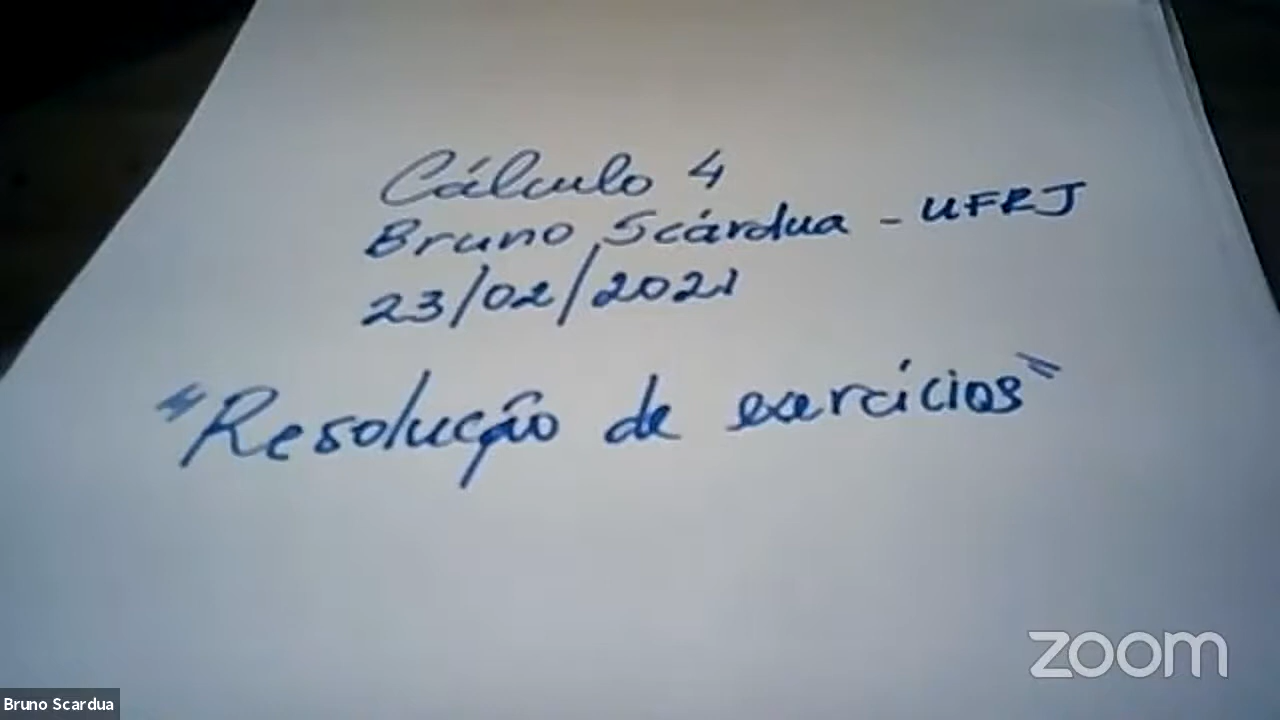 Cálculo 4
Bruno Scárdua - UFRJ
23/02/2021
"Resolução de exercícios"
zoom
Bruno Scardua